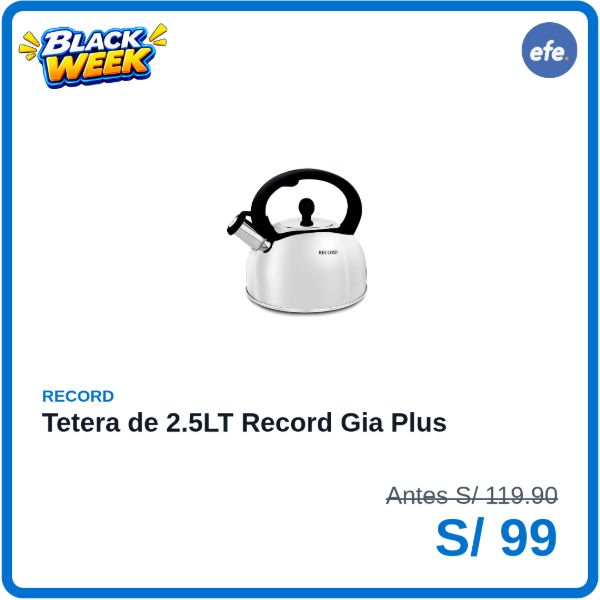 BLACK
WEEK
efe.
RECORD
RECORD
Tetera de 2.5LT Record Gia Plus
Antes S/ 119.90
S/ 99